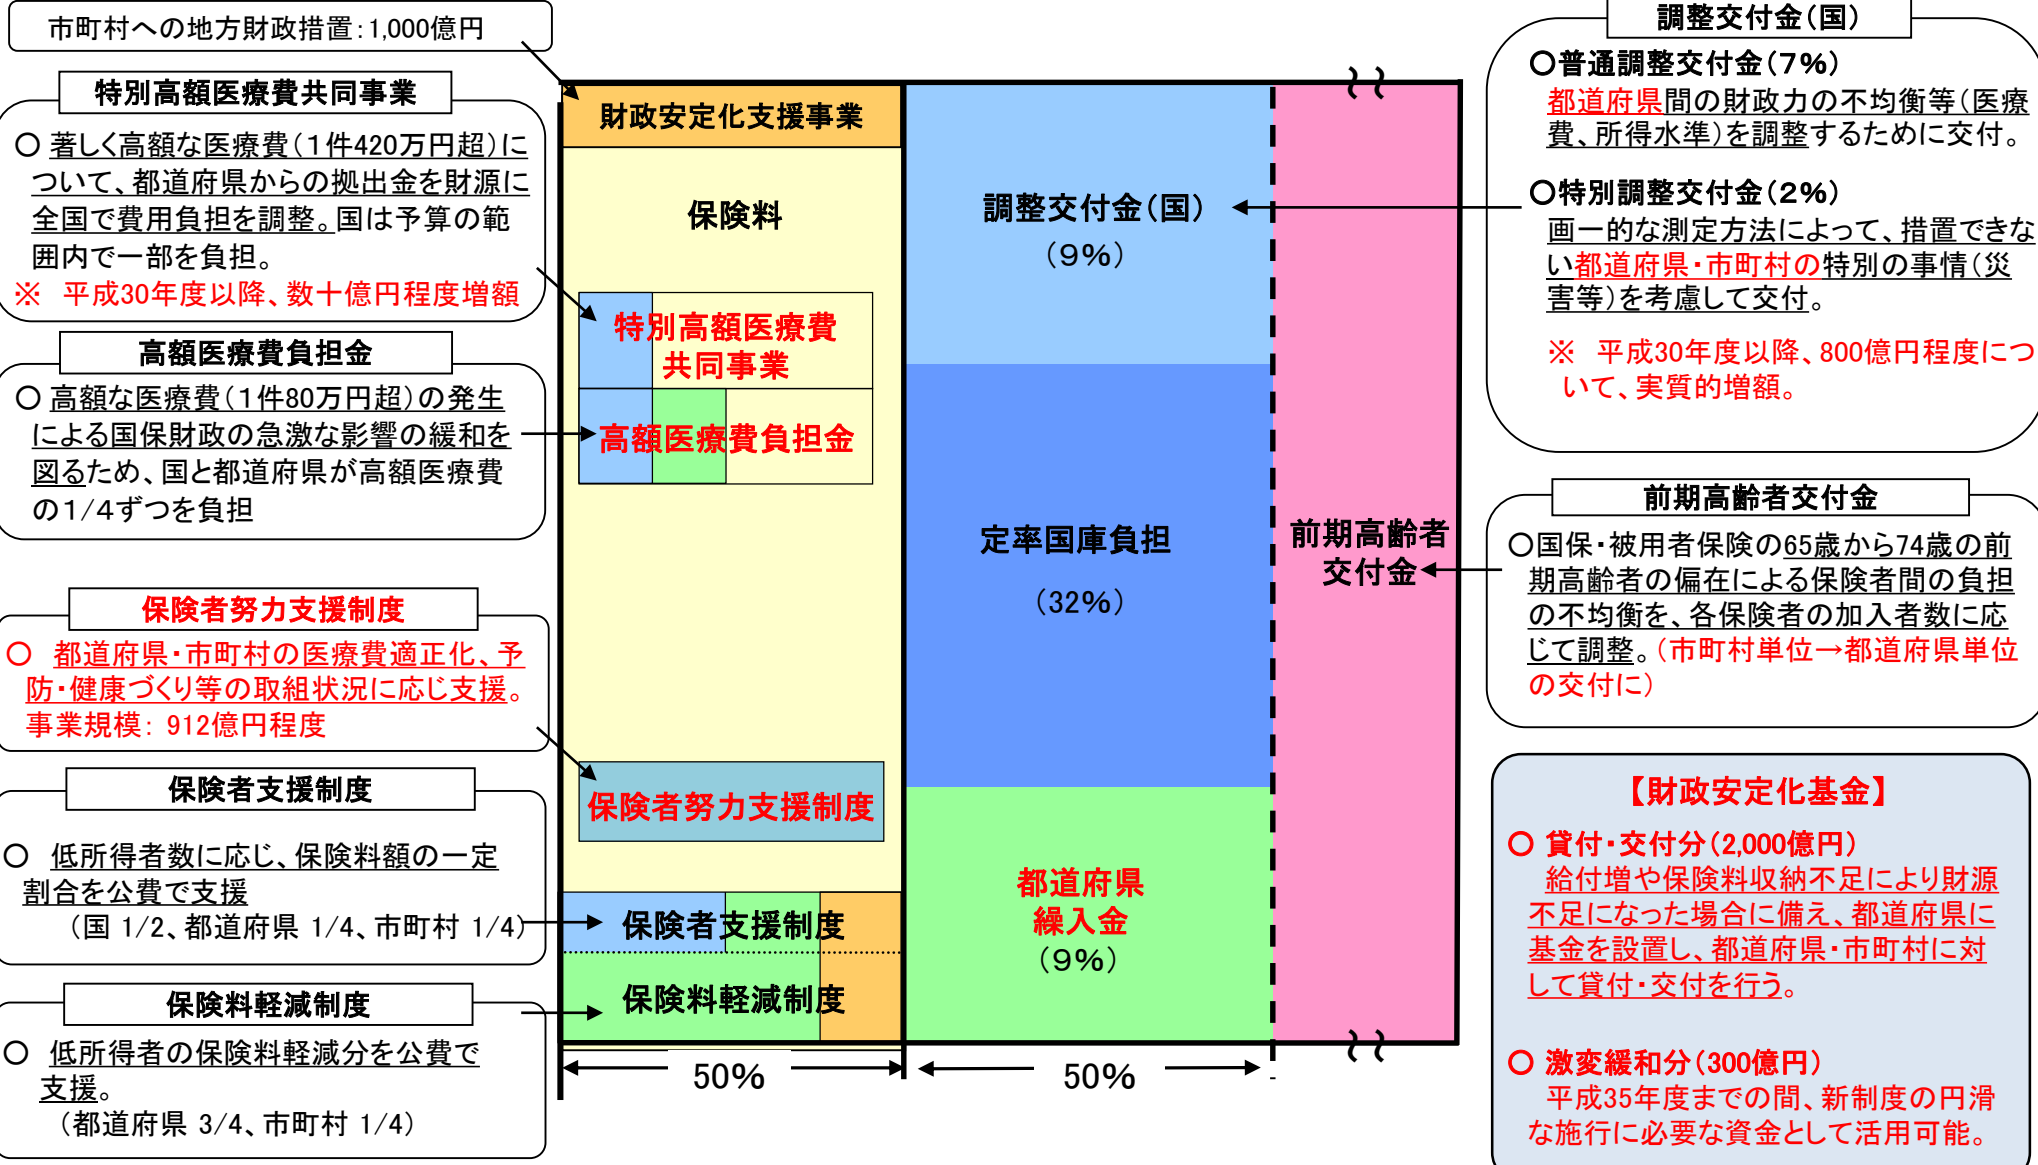 市町村への地方財政措置：1,000億円
特別高額医療費共同事業
○ 著しく高額な医療費（1件420万円超）に
ついて、都道府県からの拠出金を財源に
全国で費用負担を調整。国は予算の範
囲内で一部を負担。
※ 平成30年度以降、数十億円程度増額
高額医療費負担金
○ 高額な医療費（1件80万円超）の発生
による国保財政の急激な影響の緩和を
図るため、国と都道府県が高額医療費
の1/4ずつを負担
保険者努力支援制度
○ 都道府県・市町村の医療費適正化、予
防・健康づくり等の取組状況に応じ支援。
事業規模： 912億円程度
保険者支援制度
○ 低所得者数に応じ、保険料額の一定
割合を公費で支援
（国 1/2、都道府県 1/4、市町村 1/4）
保険料軽減制度
○ 低所得者の保険料軽減分を公費で
支援。
（都道府県 3/4、市町村 1/4）
財政安定化支援事業
保険料
特別高額医療費
共同事業
高額医療費負担金
保険者努力支援制度
保険者支援制度
保険料軽減制度
50%
調整交付金（国）
（9%）
定率国庫負担
（32%）
都道府県
繰入金
（9%）
50%
前期高齢者
交付金
調整交付金（国）
○普通調整交付金（7%）
都道府県間の財政力の不均衡等（医療
費、所得水準）を調整するために交付。
○特別調整交付金（2%）
画一的な測定方法によって、措置できな
い都道府県・市町村の特別の事情（災
害等）を考慮して交付。
※ 平成30年度以降、800億円程度につ
いて、実質的増額。
前期高齢者交付金
○国保・被用者保険の65歳から74歳の前
期高齢者の偏在による保険者間の負担
の不均衡を、各保険者の加入者数に応
じて調整。（市町村単位→都道府県単位
の交付に）
【財政安定化基金】
○ 貸付・交付分（2,000億円）
給付増や保険料収納不足により財源
不足になった場合に備え、都道府県に
基金を設置し、都道府県・市町村に対
して貸付・交付を行う。
○ 激変緩和分（300億円）
平成35年度までの間、新制度の円滑
な施行に必要な資金として活用可能。